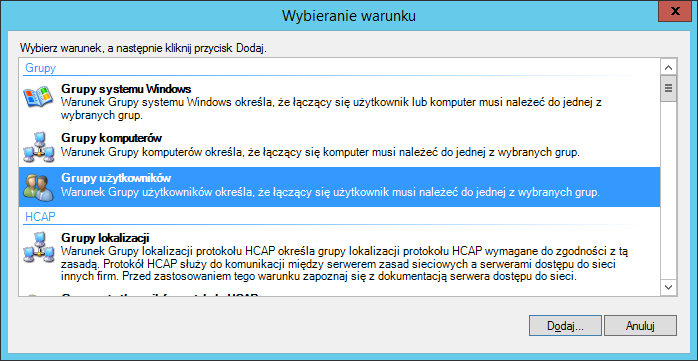 Wybieranie warunku
Wybierz warunek, a następnie kliknij przycisk Dodaj.
Grupy
Grupy systemu Windows
Warunek Grupy systemu Windows określa, że łączący się użytkownik lub komputer musi należeć do jednej z
wybranych grup.
Grupy komputerów
Warunek Grupy komputerów określa, że łączący się komputer musi należeć do jednej z wybranych grup.
Grupy użytkowników
Warunek Grupy użytkowników określa, że łączący się użytkownik musi należeć do jednej z wybranych grup.
HCAP
Grupy lokalizacji
Warunek Grupy lokalizacji protokołu HCAP określa grupy lokalizacji protokołu HCAP wymagane do zgodności z tą
zasadą. Protokół HCAP służy do komunikacji między serwerem zasad sieciowych a serwerami dostępu do sieci
innych firm. Przed zastosowaniem tego warunku zapoznaj się z dokumentacją serwera dostępu do sieci.
Dodaj...
Anuluj